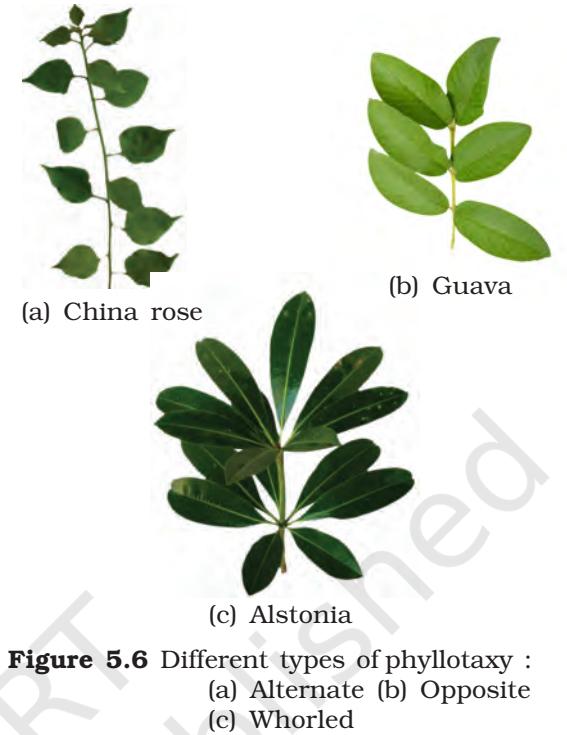 (a) China rose
(b) Guava
(c) Alstonia
Figure 5.6 Different types of phyllotaxy :
(a) Alternate (b) Opposite
(c) Whorled